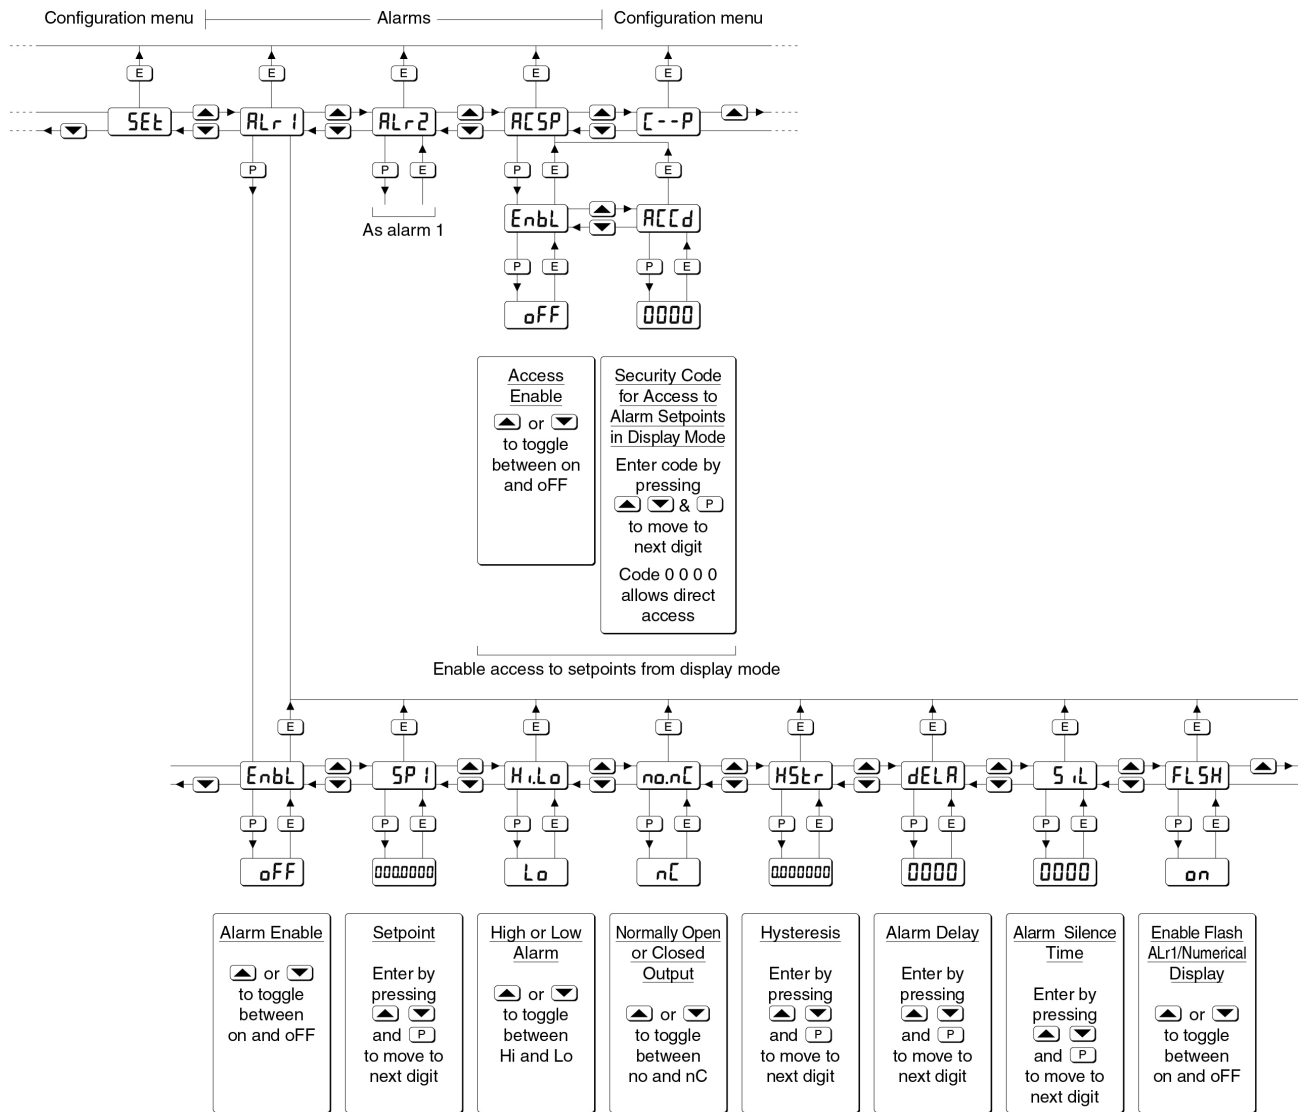 Configuration menu Alarms Configuration menu
E E E E E
SEt ALr1 ALr2 ACSP C--P
P P E P E E
As alarm 1
EnbL ACCd
P E P E
oFF 0000
Access
Enable
or
to toggle
between on
and oFF
Security Code
for Access to
Alarm Setpoints
in Display Mode
Enter code by
pressing
& P
to move to
next digit
Code 0 0 0 0
allows direct
access
Enable access to setpoints from display mode
E E E E E E E E
EnbL SP1 Hi.Lo no.nC HStr dELA SiL FLSH
P E P E P E P E P E P E P E P E
oFF 000.0000 Lo nC 0.000000 0000 0000 on
Alarm Enable
or
to toggle
between
on and oFF
Setpoint
Enter by
pressing
and P
to move to
next digit
High or Low
Alarm
or
to toggle
between
Hi and Lo
Normally Open
or Closed
Output
or
to toggle
between
no and nC
Hysteresis
Enter by
pressing
and P
to move to
next digit
Alarm Delay
Enter by
pressing
and P
to move to
next digit
Alarm Silence
Time
Enter by
pressing
and P
to move to
next digit
Enable Flash
ALr1/Numerical
Display
or
to toggle
between
on and oFF